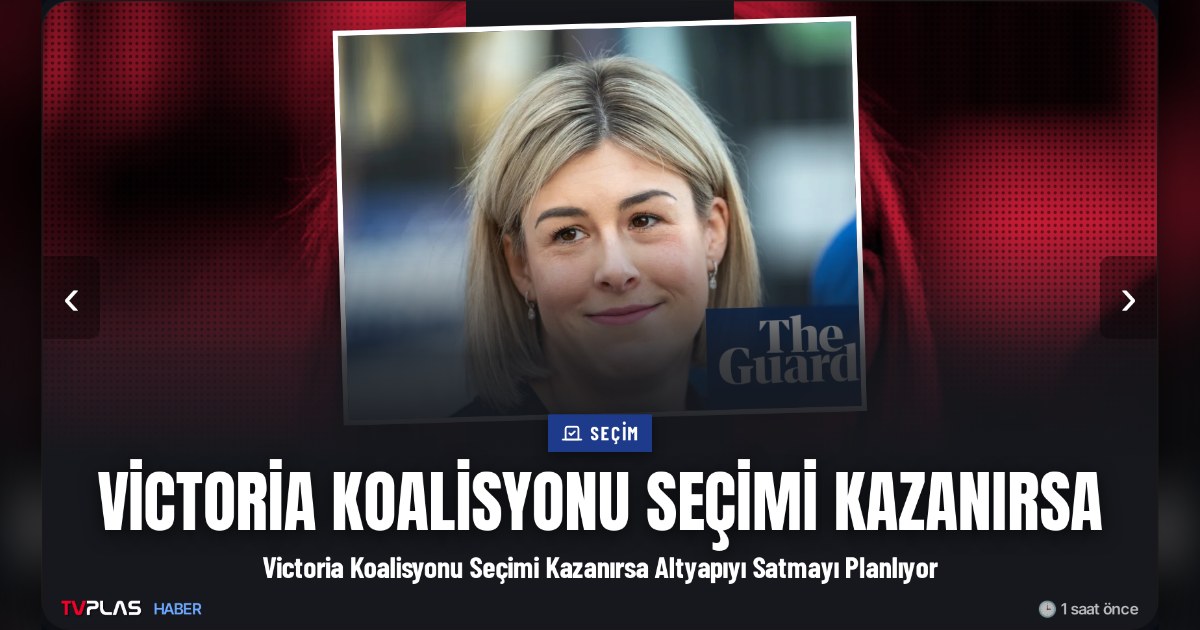 The
Guard
SEÇİM
VİCTORİA KOALİSYONU SEÇİMİ KAZANIRSA
Victoria Koalisyonu Seçimi Kazanırsa Altyapıyı Satmayı Planlıyor
TVPLAS HABER
1 saat önce